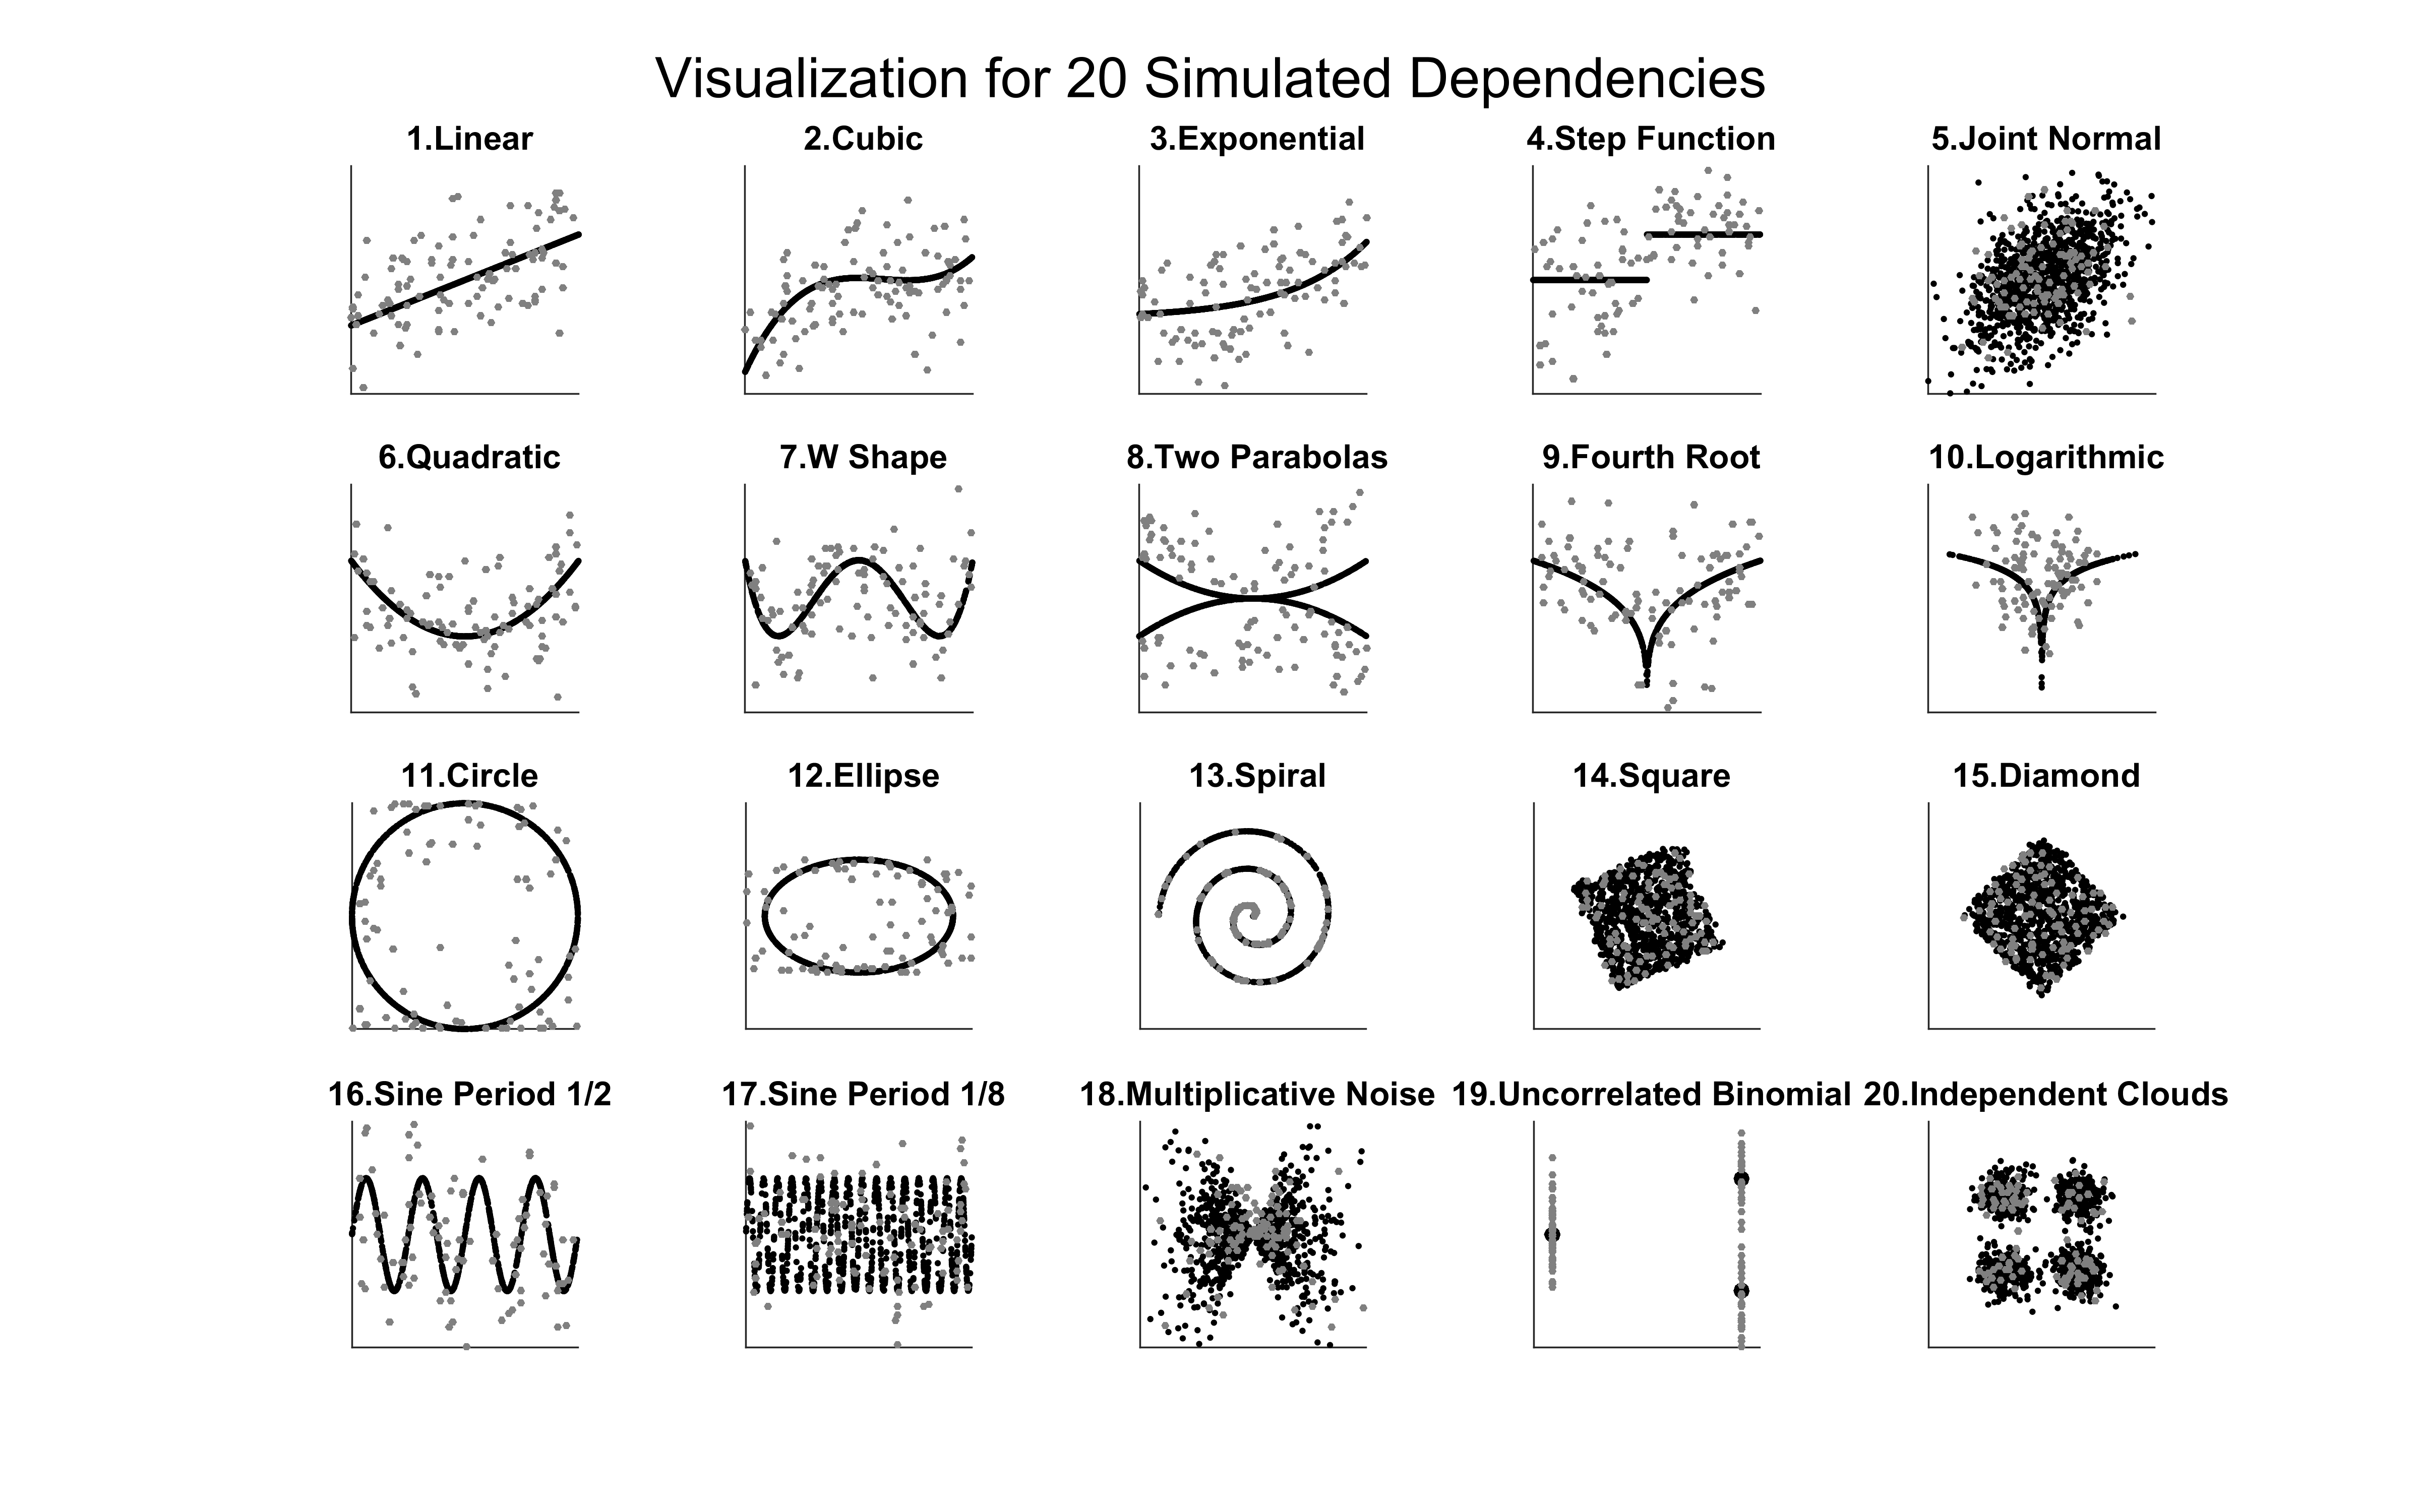 Visualization for 20 Simulated Dependencies
1.Linear
2.Cubic
3.Exponential
4.Step Function
5.Joint Normal
6.Quadratic
7.W Shape
8.Two Parabolas
9.Fourth Root
10.Logarithmic
11.Circle
12.Ellipse
13.Spiral
14.Square
15.Diamond
16.Sine Period 1/2
17.Sine Period 1/8
18.Multiplicative Noise
19.Uncorrelated Binomial
20.Independent Clouds